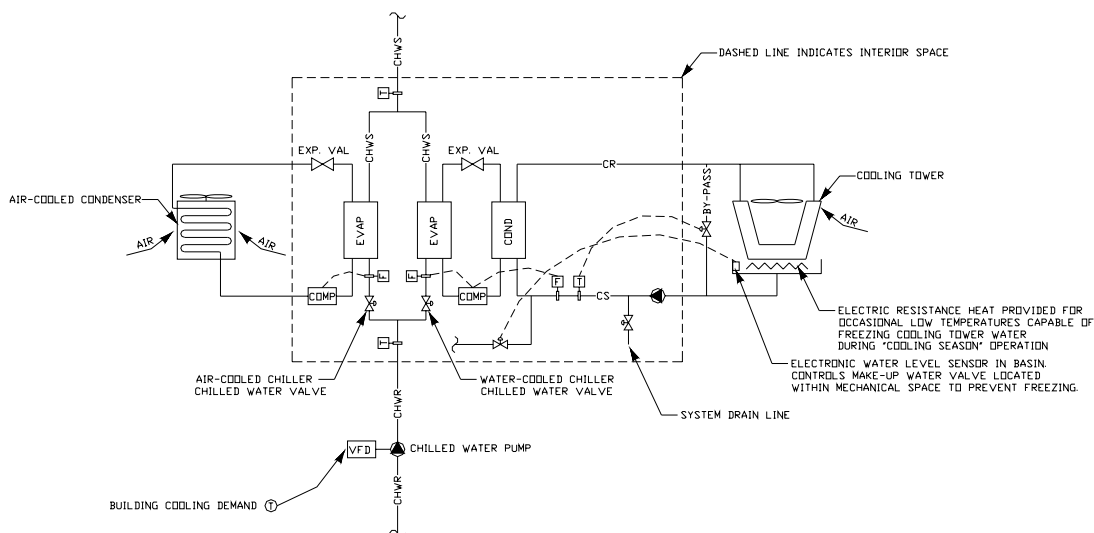 CHWS
DASHED LINE INDICATES INTERIOR SPACE
T
EXP. VAL
CHWS
CHWS
EXP. VAL
CR
BY-PASS
COOLING TOWER
AIR-COOLED CONDENSER
AIR
AIR
EVAP
EVAP
COND
AIR
COMP
F
F
COMP
F
T
CS
ELECTRIC RESISTANCE HEAT PROVIDED FOR
OCCASIONAL LOW TEMPERATURES CAPABLE OF
FREEZING COOLING TOWER WATER
DURING "COOLING SEASON" OPERATION
T
ELECTRONIC WATER LEVEL SENSOR IN BASIN.
CONTROLS MAKE-UP WATER VALVE LOCATED
WITHIN MECHANICAL SPACE TO PREVENT FREEZING.
AIR-COOLED CHILLER
CHILLED WATER VALVE
WATER-COOLED CHILLER
CHILLED WATER VALVE
CHWR
SYSTEM DRAIN LINE
VFD
CHILLED WATER PUMP
CHWR
BUILDING COOLING DEMAND T